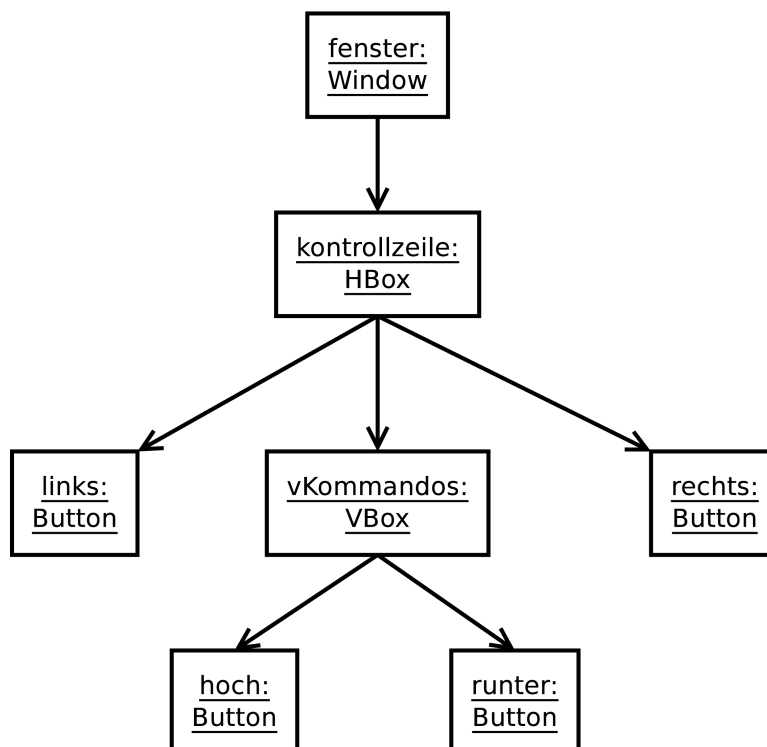 fenster:
Window
kontrollzeile:
HBox
links:
Button
vKommandos:
VBox
rechts:
Button
hoch:
Button
runter:
Button